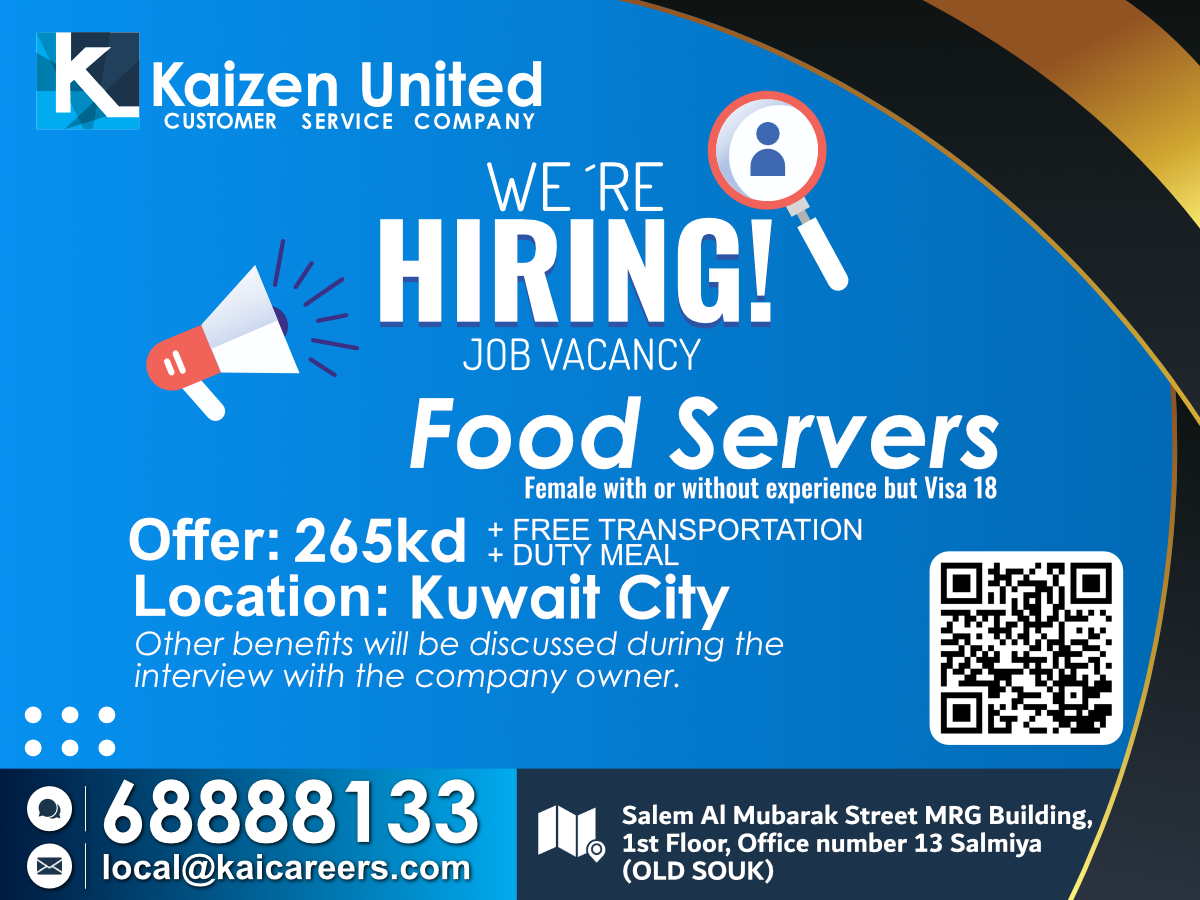 K
Kaizen United
CUSTOMER SERVICE COMPANY
WE ´RE
HIRING!
JOB VACANCY
Food Servers
Female with or without experience but Visa 18
Offer: 265kd + FREE TRANSPORTATION
+ DUTY MEAL
Location: Kuwait City
Other benefits will be discussed during the
interview with the company owner.
68888133
local@kaicareers.com
Salem Al Mubarak Street MRG Building,
1st Floor, Office number 13 Salmiya
(OLD SOUK)